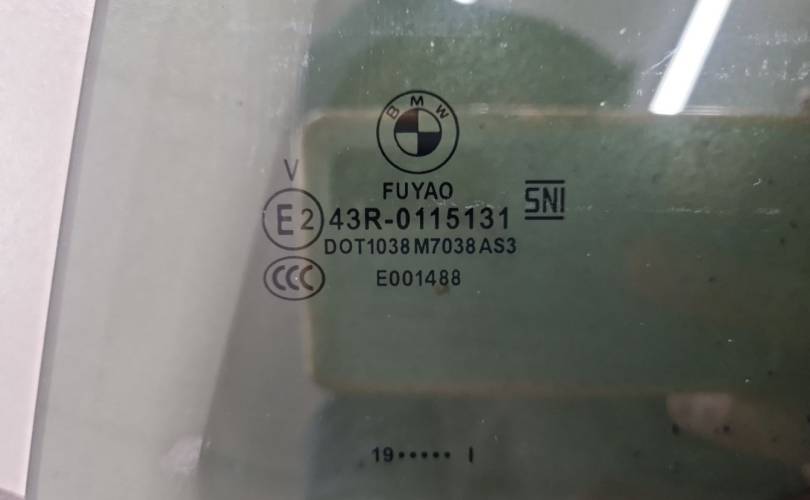 BMW
V
FUYAO
E2 43R-0115131 SNI
DOT1038 M7038 AS3
CCC E001488
19••••• I